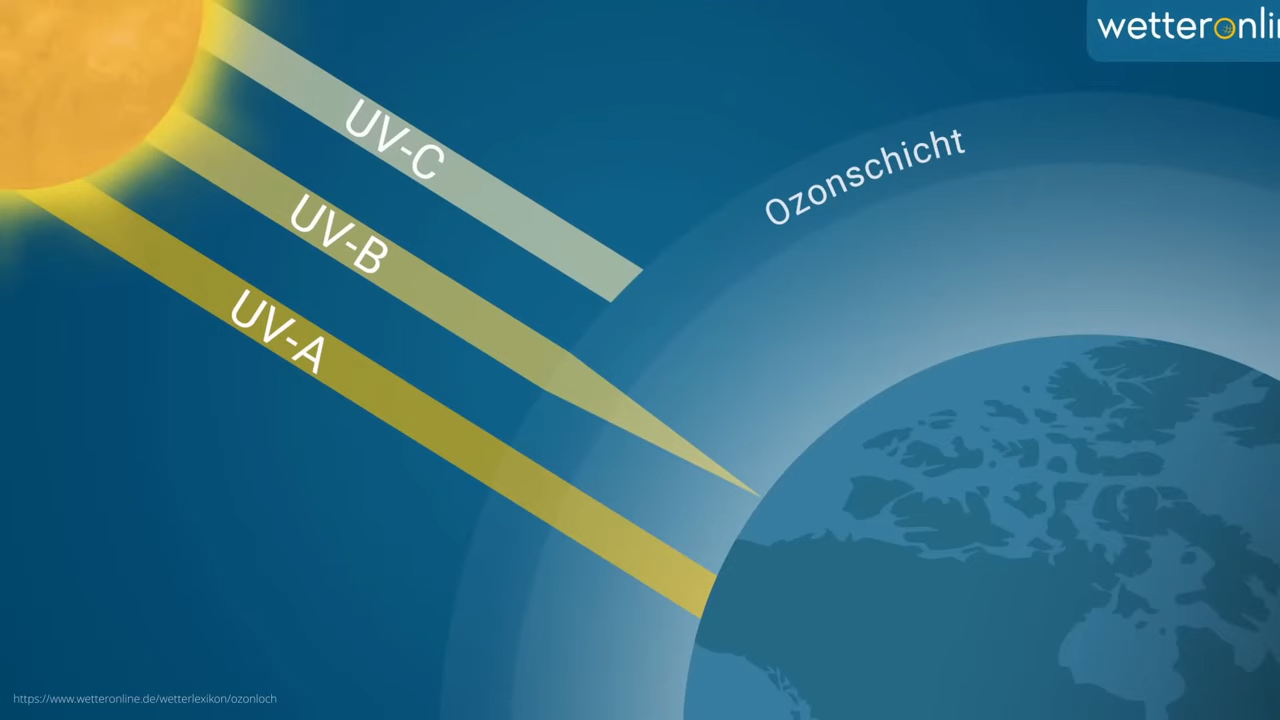 wetteronli
UV-C
Ozonschicht
UV-B
UV-A
https://www.wetteronline.de/wetterlexikon/ozonloch